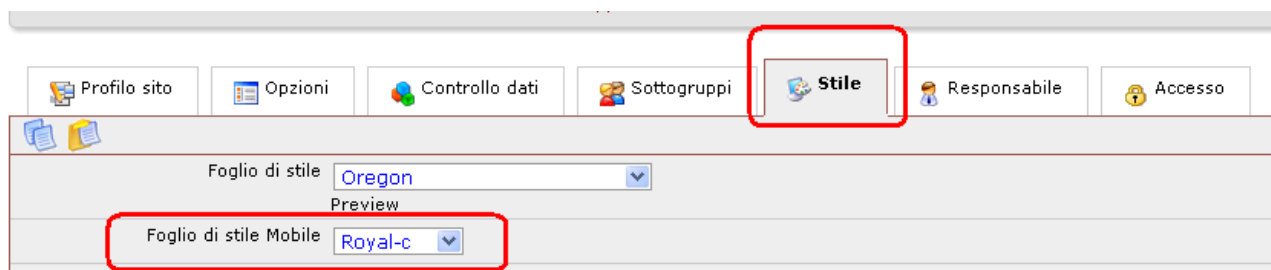 Profilo sito Opzioni Controllo dati Sottogruppi Stile Responsabile Accesso
Foglio di stile Oregon
Preview
Foglio di stile Mobile Royal-c